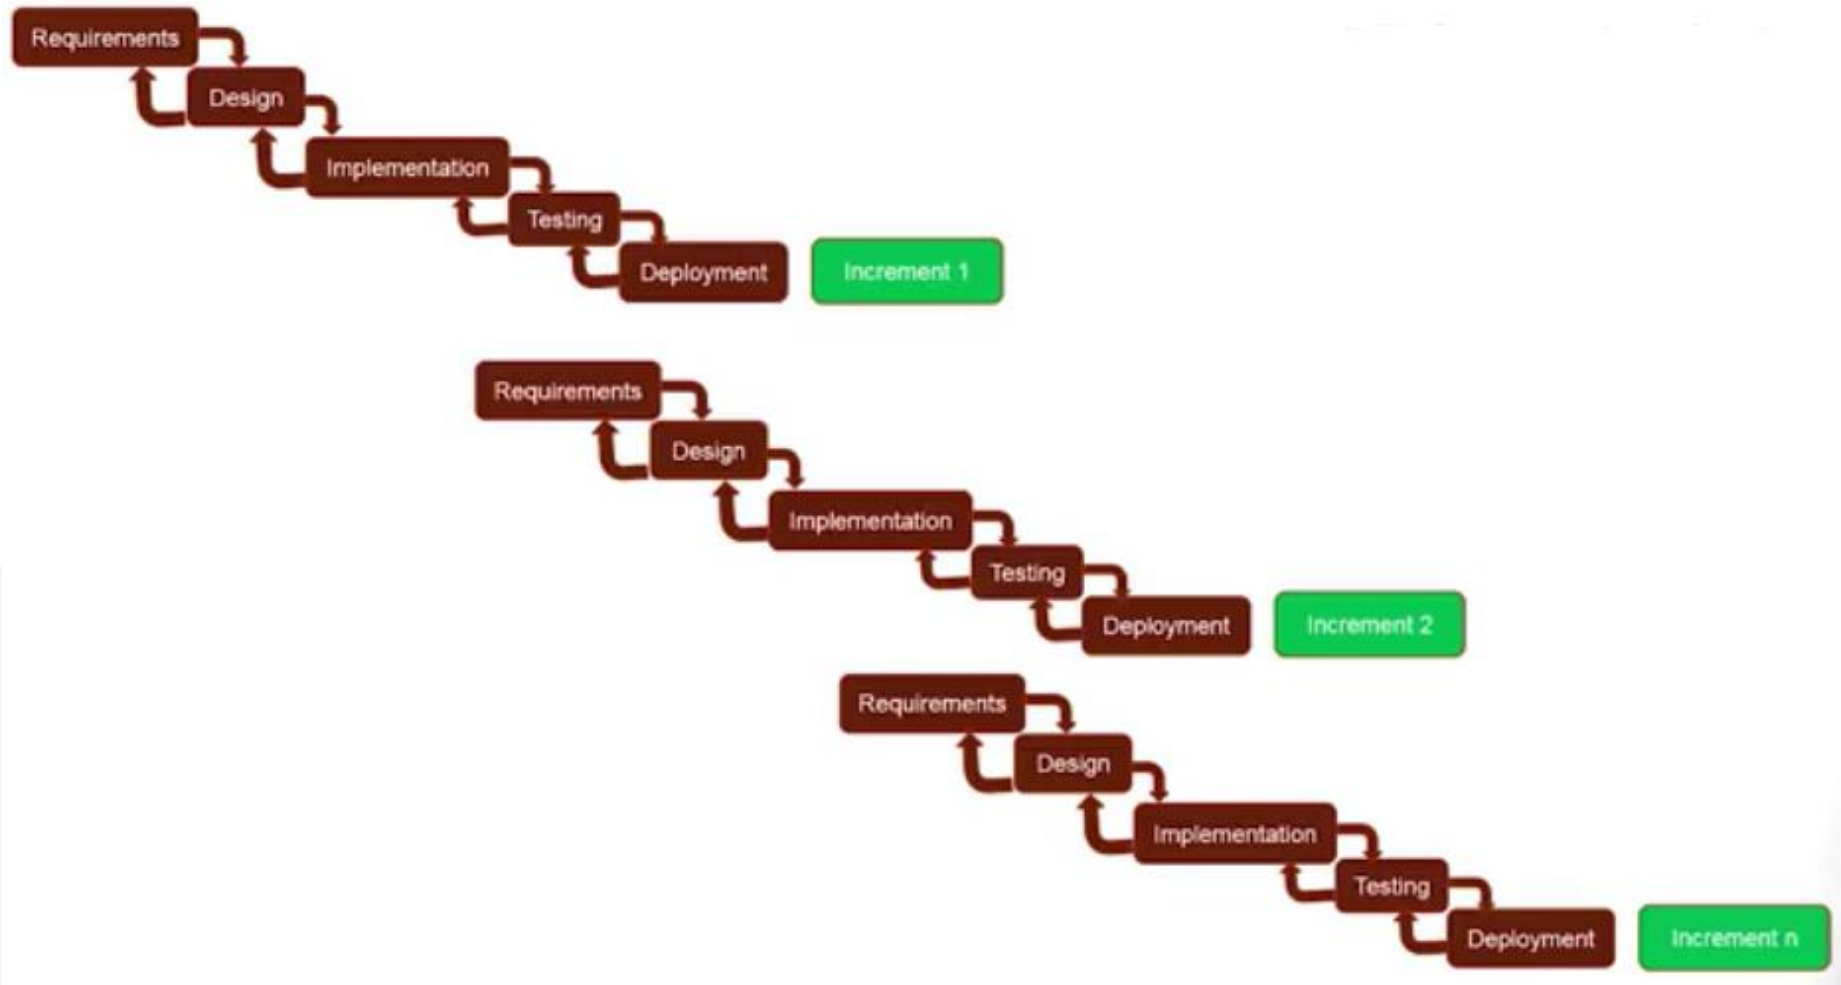 Requirements
Design
Implementation
Testing
Deployment
Increment 1
Requirements
Design
Implementation
Testing
Deployment
Increment 2
Requirements
Design
Implementation
Testing
Deployment
Increment n